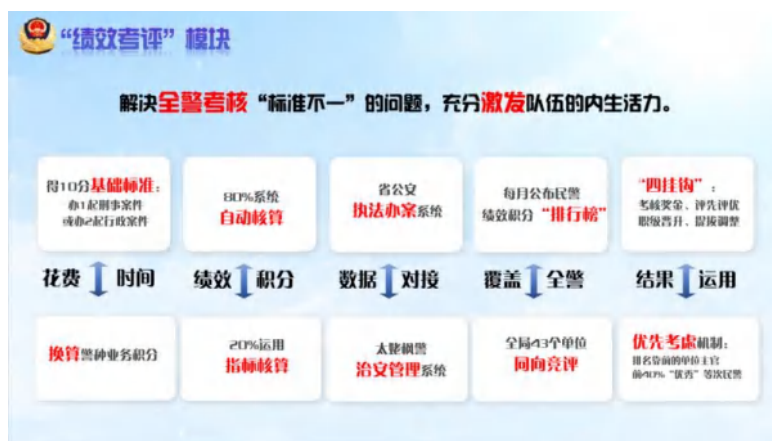 “绩效考评”模块
解决全警考核“标准不一”的问题，充分激发队伍的内生活力。
得10分基础标准：
办1起刑事案件
或办2起行政案件
80%系统
自动核算
省公安
执法办案系统
每月公布民警
绩效积分“排行榜”
“四挂钩”：
考核奖金、评先评优
职级晋升、提拔调整
花费 时间
绩效 积分
数据 对接
覆盖 全警
结果 运用
换算警种业务积分
20%运用
指标核算
太姥枫警
治安管理系统
全局43个单位
同向竞评
优先考虑机制：
排名靠前的单位主官
前40%“优秀”等次民警